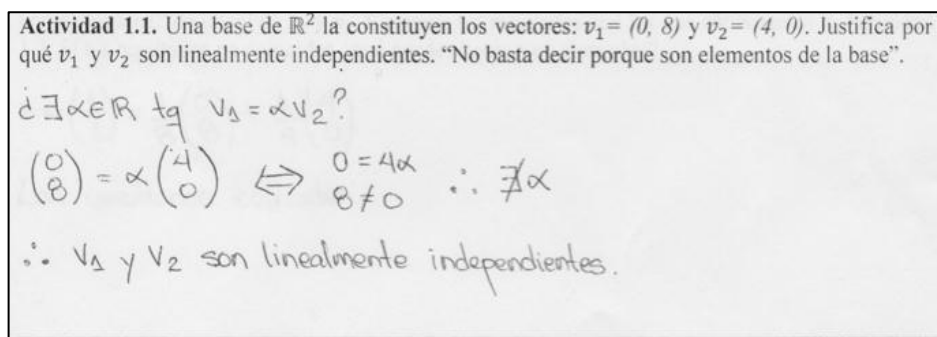 Actividad 1.1. Una base de ℝ² la constituyen los vectores: v₁= (0, 8) y v₂= (4, 0). Justifica por
qué v₁ y v₂ son linealmente independientes. “No basta decir porque son elementos de la base”.
¿∃α∈ℝ tq v₁ = αv₂?
(0 8) = α(4 0) ⟺ 0 = 4α 8 ≠ 0 ∴ ∄α
∴ v₁ y v₂ son linealmente independientes.